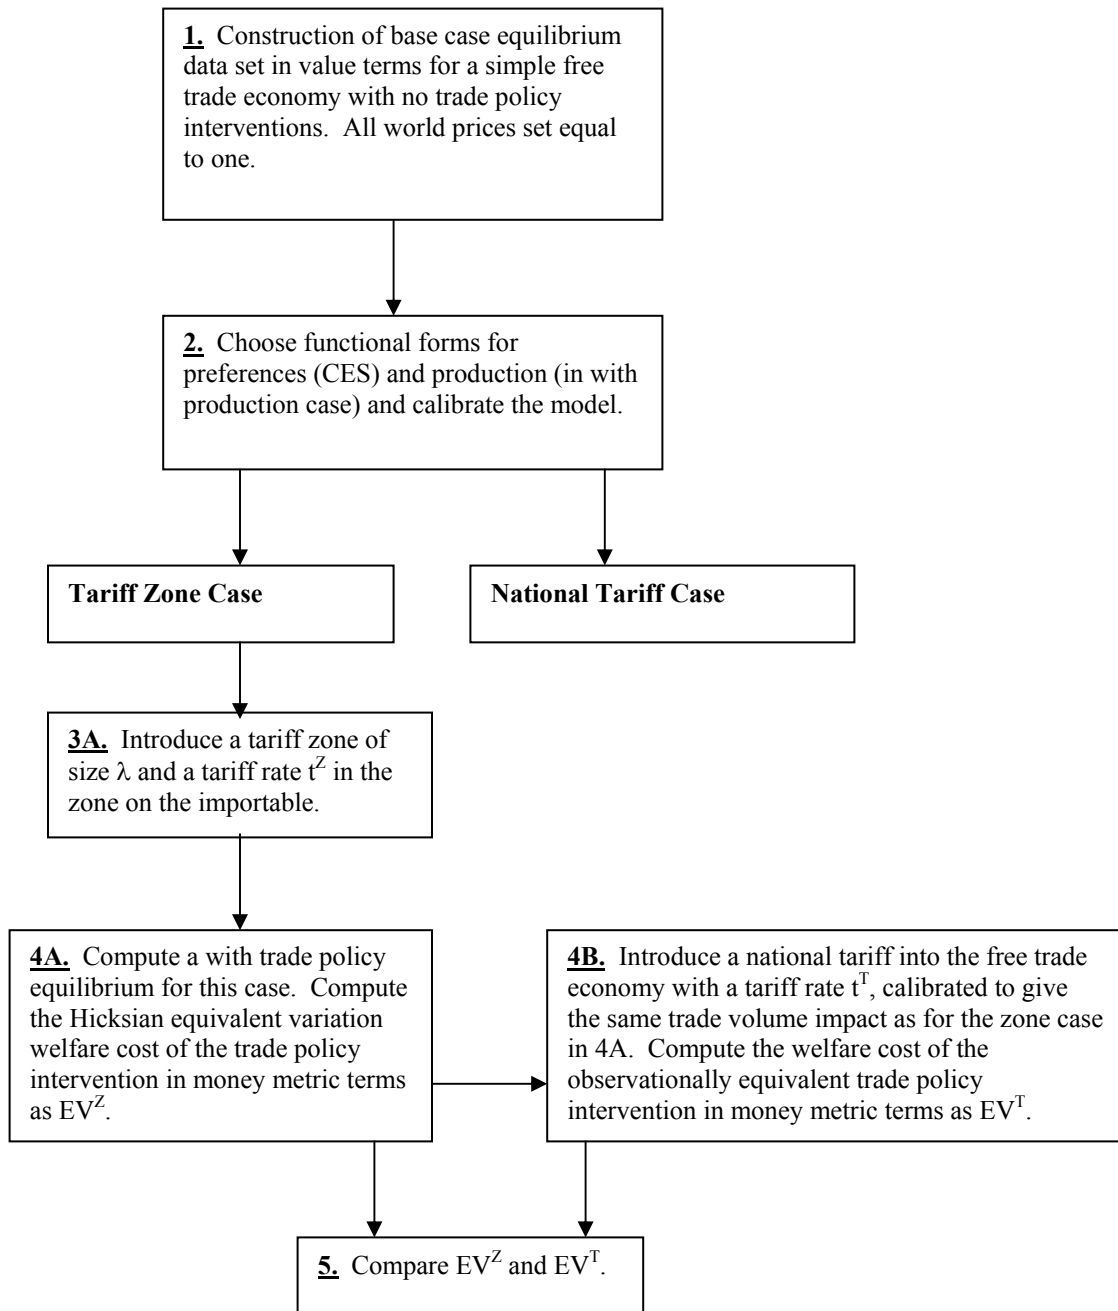 1. Construction of base case equilibrium
data set in value terms for a simple free
trade economy with no trade policy
interventions. All world prices set equal
to one.
2. Choose functional forms for
preferences (CES) and production (in with
production case) and calibrate the model.
Tariff Zone Case
National Tariff Case
3A. Introduce a tariff zone of
size λ and a tariff rate t^Z in the
zone on the importable.
4A. Compute a with trade policy
equilibrium for this case. Compute
the Hicksian equivalent variation
welfare cost of the trade policy
intervention in money metric terms
as EV^Z.
4B. Introduce a national tariff into the free trade
economy with a tariff rate t^T, calibrated to give
the same trade volume impact as for the zone case
in 4A. Compute the welfare cost of the
observationally equivalent trade policy
intervention in money metric terms as EV^T.
5. Compare EV^Z and EV^T.